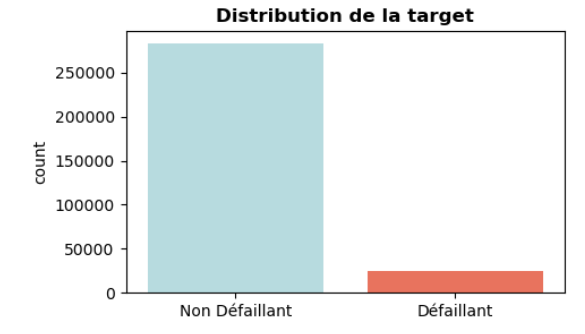 Distribution de la target
250000
200000
150000
100000
50000
0
count
Non Défaillant
Défaillant